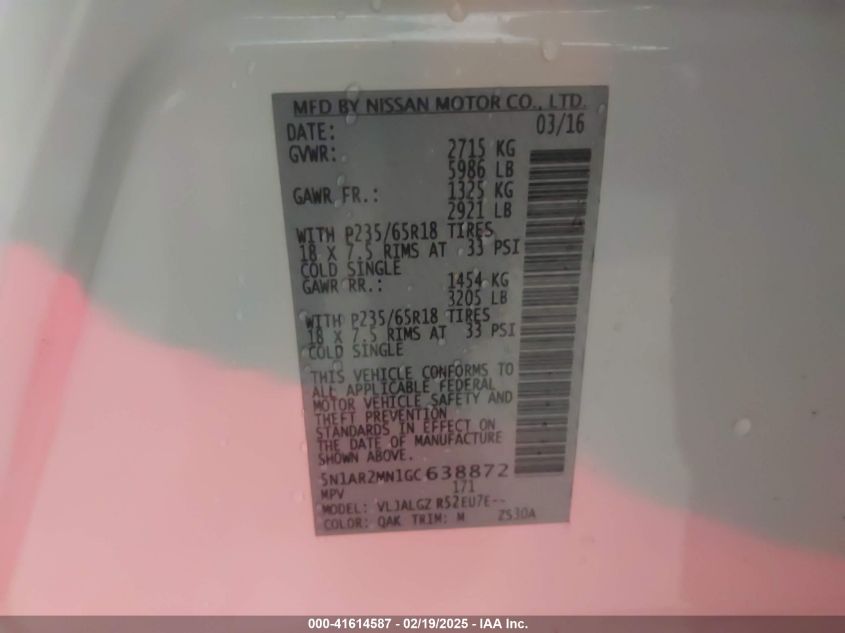 MFD BY NISSAN MOTOR CO., LTD.
DATE: 03/16
GVWR: 2715 KG
5986 LB
GAWR FR.: 1325 KG
2921 LB
WITH P235/65R18 TIRES
18 X 7.5 RIMS AT 33 PSI
COLD SINGLE
GAWR RR.: 1454 KG
3205 LB
WITH P235/65R18 TIRES
18 X 7.5 RIMS AT 33 PSI
COLD SINGLE
THIS VEHICLE CONFORMS TO
ALL APPLICABLE FEDERAL
MOTOR VEHICLE SAFETY AND
THEFT PREVENTION
STANDARDS IN EFFECT ON
THE DATE OF MANUFACTURE
SHOWN ABOVE.
5N1AR2MN1GC638872
MPV 171
MODEL: VLJALGZ R52EU7E--
COLOR: QAK TRIM: M ZS30A
000-41614587 - 02/19/2025 - IAA Inc.